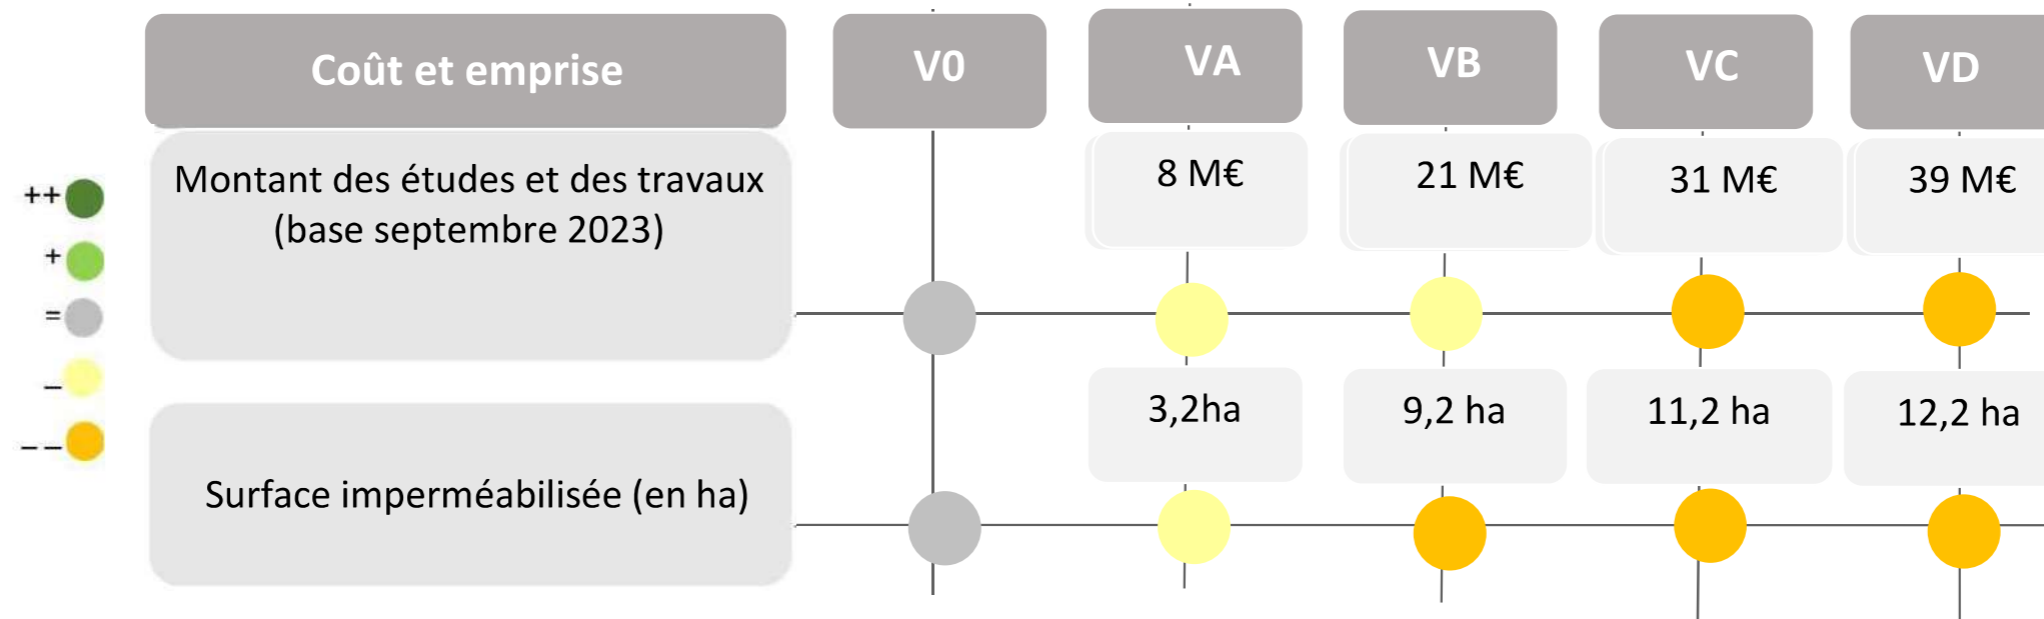 Coût et emprise
V0
VA
VB
VC
VD
Montant des études et des travaux
(base septembre 2023)
8 M€
21 M€
31 M€
39 M€
++
+
=
_
_ _
3,2ha
9,2 ha
11,2 ha
12,2 ha
Surface imperméabilisée (en ha)